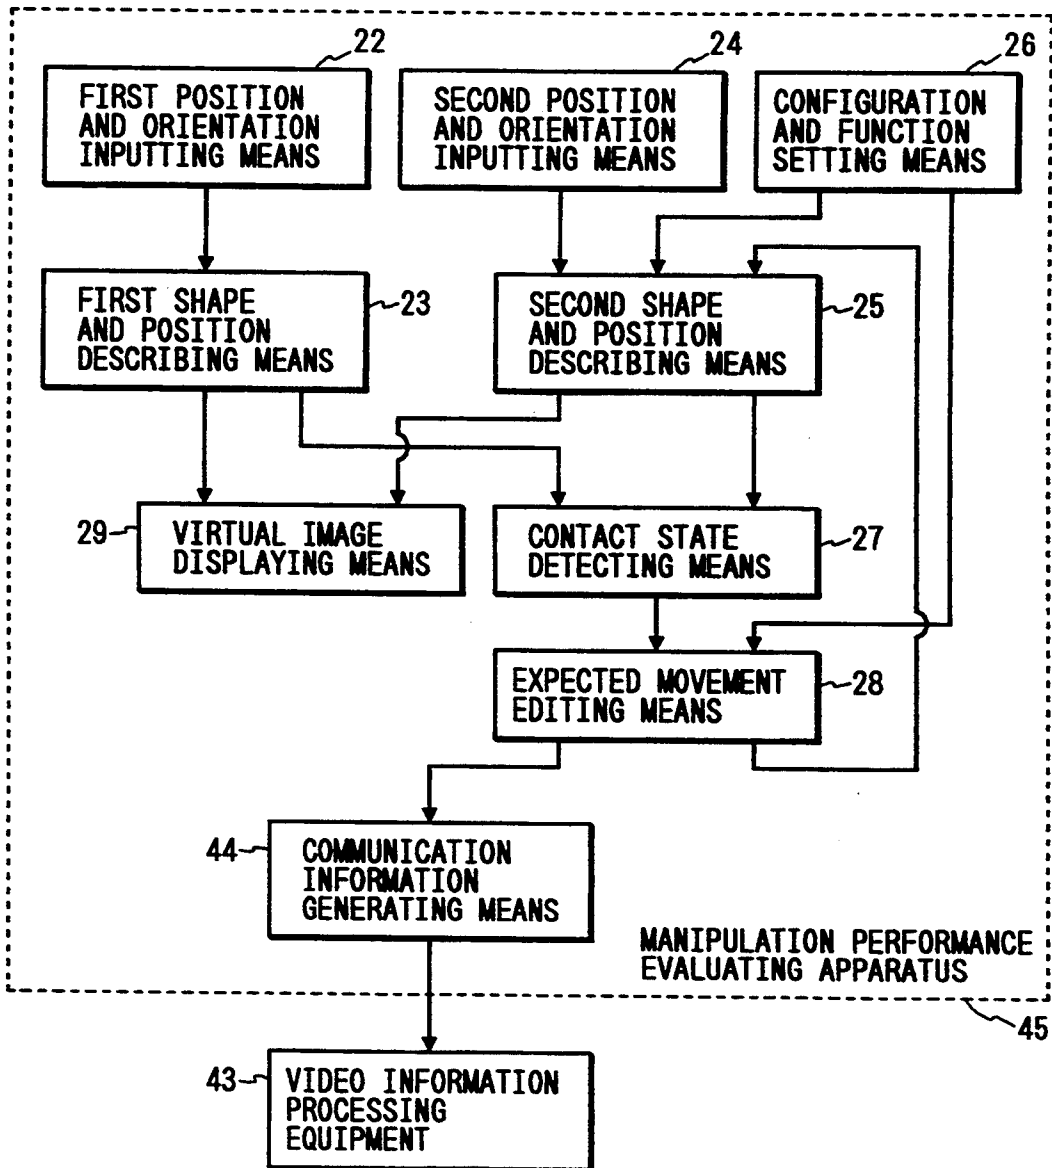 22
24
26
FIRST POSITION
AND ORIENTATION
INPUTTING MEANS
SECOND POSITION
AND ORIENTATION
INPUTTING MEANS
CONFIGURATION
AND FUNCTION
SETTING MEANS
FIRST SHAPE
AND POSITION
DESCRIBING MEANS
23
SECOND SHAPE
AND POSITION
DESCRIBING MEANS
25
29
VIRTUAL IMAGE
DISPLAYING MEANS
CONTACT STATE
DETECTING MEANS
27
EXPECTED MOVEMENT
EDITING MEANS
28
44
COMMUNICATION
INFORMATION
GENERATING MEANS
MANIPULATION PERFORMANCE
EVALUATING APPARATUS
45
43
VIDEO INFORMATION
PROCESSING
EQUIPMENT